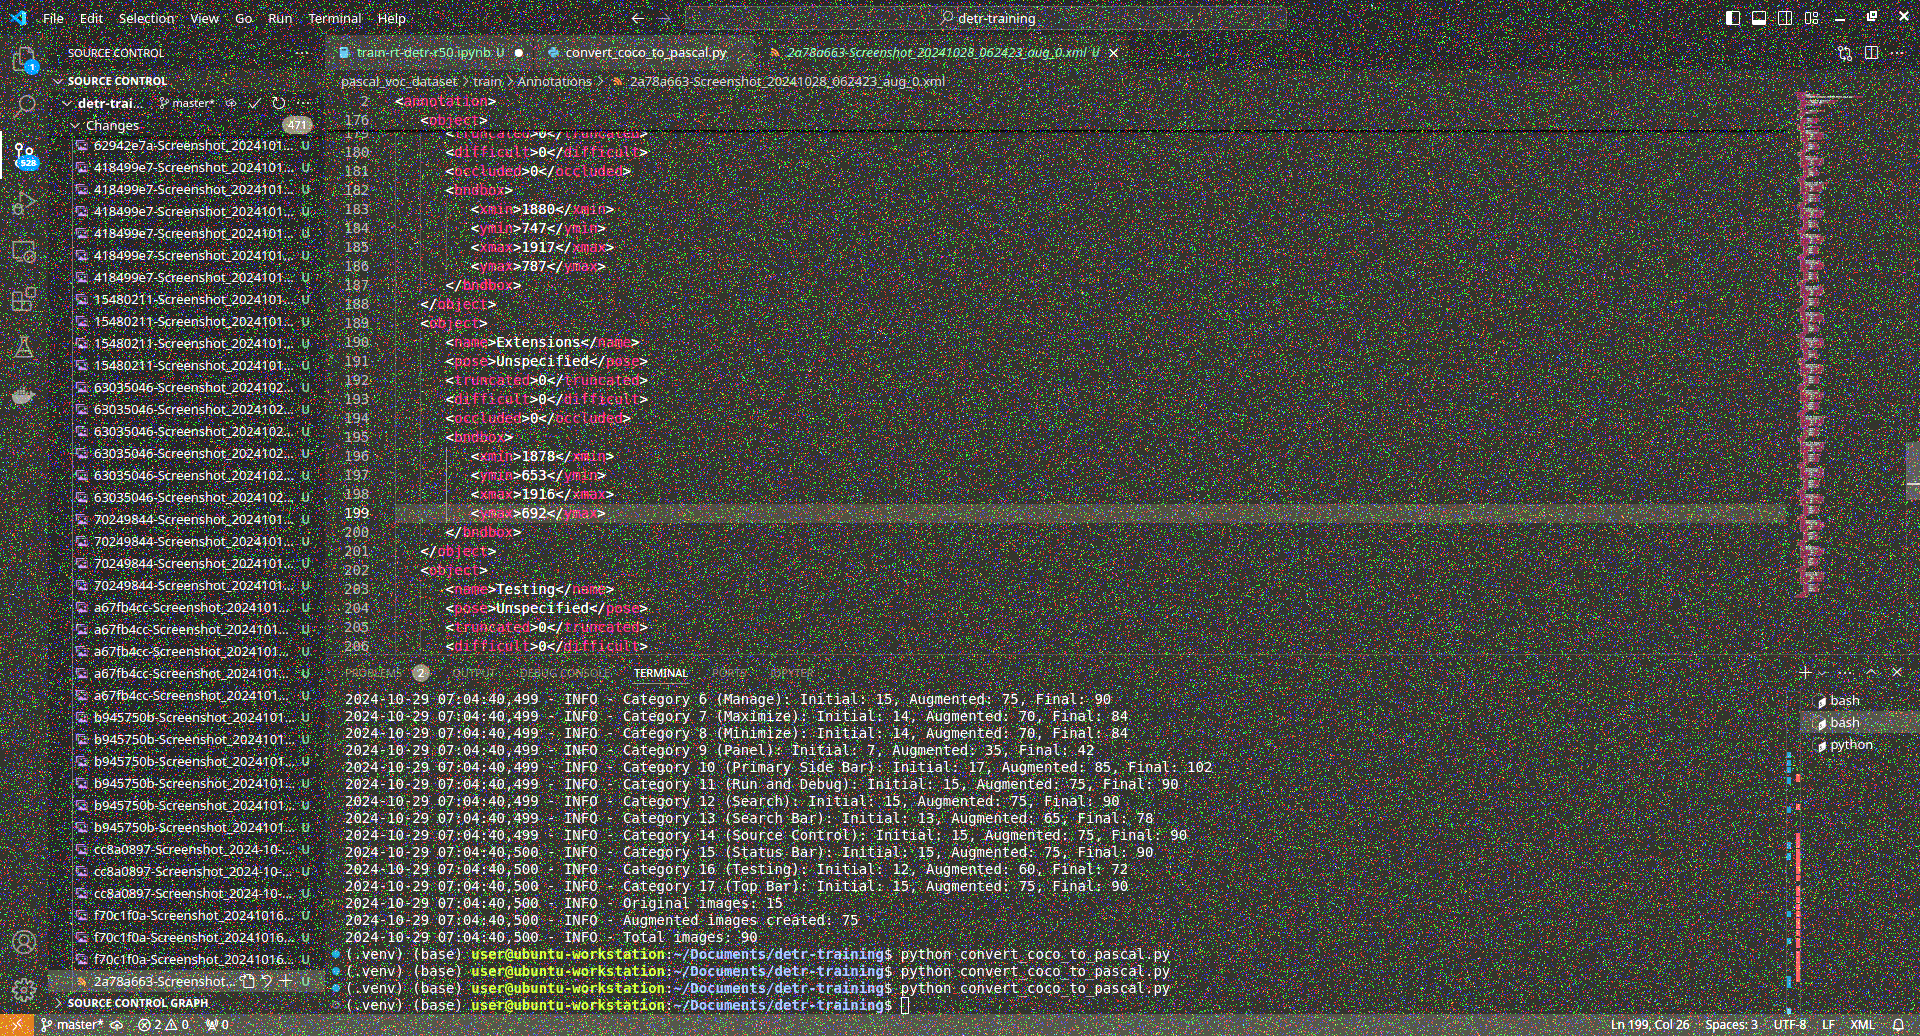 File Edit Selection View Go Run Terminal Help
detr-training
SOURCE CONTROL
train-rt-detr-r50.ipynb U
convert_coco_to_pascal.py
2a78a663-Screenshot_20241028_062423_aug_0.xml U
SOURCE CONTROL
pascal_voc_dataset > train > Annotations > 2a78a663-Screenshot_20241028_062423_aug_0.xml
detr-trai... master*
Changes 471
1
528
62942e7a-Screenshot_2024101... U
418499e7-Screenshot_2024101... U
418499e7-Screenshot_2024101... U
418499e7-Screenshot_2024101... U
418499e7-Screenshot_2024101... U
418499e7-Screenshot_2024101... U
418499e7-Screenshot_2024101... U
15480211-Screenshot_2024101... U
15480211-Screenshot_2024101... U
15480211-Screenshot_2024101... U
15480211-Screenshot_2024101... U
63035046-Screenshot_2024102... U
63035046-Screenshot_2024102... U
63035046-Screenshot_2024102... U
63035046-Screenshot_2024102... U
63035046-Screenshot_2024102... U
63035046-Screenshot_2024102... U
70249844-Screenshot_2024101... U
70249844-Screenshot_2024101... U
70249844-Screenshot_2024101... U
70249844-Screenshot_2024101... U
a67fb4cc-Screenshot_2024101... U
a67fb4cc-Screenshot_2024101... U
a67fb4cc-Screenshot_2024101... U
a67fb4cc-Screenshot_2024101... U
a67fb4cc-Screenshot_2024101... U
b945750b-Screenshot_2024101... U
b945750b-Screenshot_2024101... U
b945750b-Screenshot_2024101... U
b945750b-Screenshot_2024101... U
b945750b-Screenshot_2024101... U
b945750b-Screenshot_2024101... U
cc8a0897-Screenshot_2024-10-... U
cc8a0897-Screenshot_2024-10-... U
cc8a0897-Screenshot_2024-10-... U
f70c1f0a-Screenshot_20241016... U
f70c1f0a-Screenshot_20241016... U
f70c1f0a-Screenshot_20241016... U
2a78a663-Screenshot... U
SOURCE CONTROL GRAPH
2 <annotation>
176 <object>
179 <truncated>0</truncated>
180 <difficult>0</difficult>
181 <occluded>0</occluded>
182 <bndbox>
183 <xmin>1880</xmin>
184 <ymin>747</ymin>
185 <xmax>1917</xmax>
186 <ymax>787</ymax>
187 </bndbox>
188 </object>
189 <object>
190 <name>Extensions</name>
191 <pose>Unspecified</pose>
192 <truncated>0</truncated>
193 <difficult>0</difficult>
194 <occluded>0</occluded>
195 <bndbox>
196 <xmin>1878</xmin>
197 <ymin>653</ymin>
198 <xmax>1916</xmax>
199 <ymax>692</ymax>
200 </bndbox>
201 </object>
202 <object>
203 <name>Testing</name>
204 <pose>Unspecified</pose>
205 <truncated>0</truncated>
206 <difficult>0</difficult>
PROBLEMS 2 OUTPUT DEBUG CONSOLE TERMINAL PORTS JUPYTER
2024-10-29 07:04:40,499 - INFO - Category 6 (Manage): Initial: 15, Augmented: 75, Final: 90
2024-10-29 07:04:40,499 - INFO - Category 7 (Maximize): Initial: 14, Augmented: 70, Final: 84
2024-10-29 07:04:40,499 - INFO - Category 8 (Minimize): Initial: 14, Augmented: 70, Final: 84
2024-10-29 07:04:40,499 - INFO - Category 9 (Panel): Initial: 7, Augmented: 35, Final: 42
2024-10-29 07:04:40,499 - INFO - Category 10 (Primary Side Bar): Initial: 17, Augmented: 85, Final: 102
2024-10-29 07:04:40,499 - INFO - Category 11 (Run and Debug): Initial: 15, Augmented: 75, Final: 90
2024-10-29 07:04:40,499 - INFO - Category 12 (Search): Initial: 15, Augmented: 75, Final: 90
2024-10-29 07:04:40,499 - INFO - Category 13 (Search Bar): Initial: 13, Augmented: 65, Final: 78
2024-10-29 07:04:40,499 - INFO - Category 14 (Source Control): Initial: 15, Augmented: 75, Final: 90
2024-10-29 07:04:40,500 - INFO - Category 15 (Status Bar): Initial: 15, Augmented: 75, Final: 90
2024-10-29 07:04:40,500 - INFO - Category 16 (Testing): Initial: 12, Augmented: 60, Final: 72
2024-10-29 07:04:40,500 - INFO - Category 17 (Top Bar): Initial: 15, Augmented: 75, Final: 90
2024-10-29 07:04:40,500 - INFO - Original images: 15
2024-10-29 07:04:40,500 - INFO - Augmented images created: 75
2024-10-29 07:04:40,500 - INFO - Total images: 90
(.venv) (base) user@ubuntu-workstation:~/Documents/detr-training$ python convert_coco_to_pascal.py
(.venv) (base) user@ubuntu-workstation:~/Documents/detr-training$ python convert_coco_to_pascal.py
(.venv) (base) user@ubuntu-workstation:~/Documents/detr-training$ python convert_coco_to_pascal.py
(.venv) (base) user@ubuntu-workstation:~/Documents/detr-training$
bash
bash
python
master* 2 0 0
Ln 199, Col 26 Spaces: 3 UTF-8 LF XML